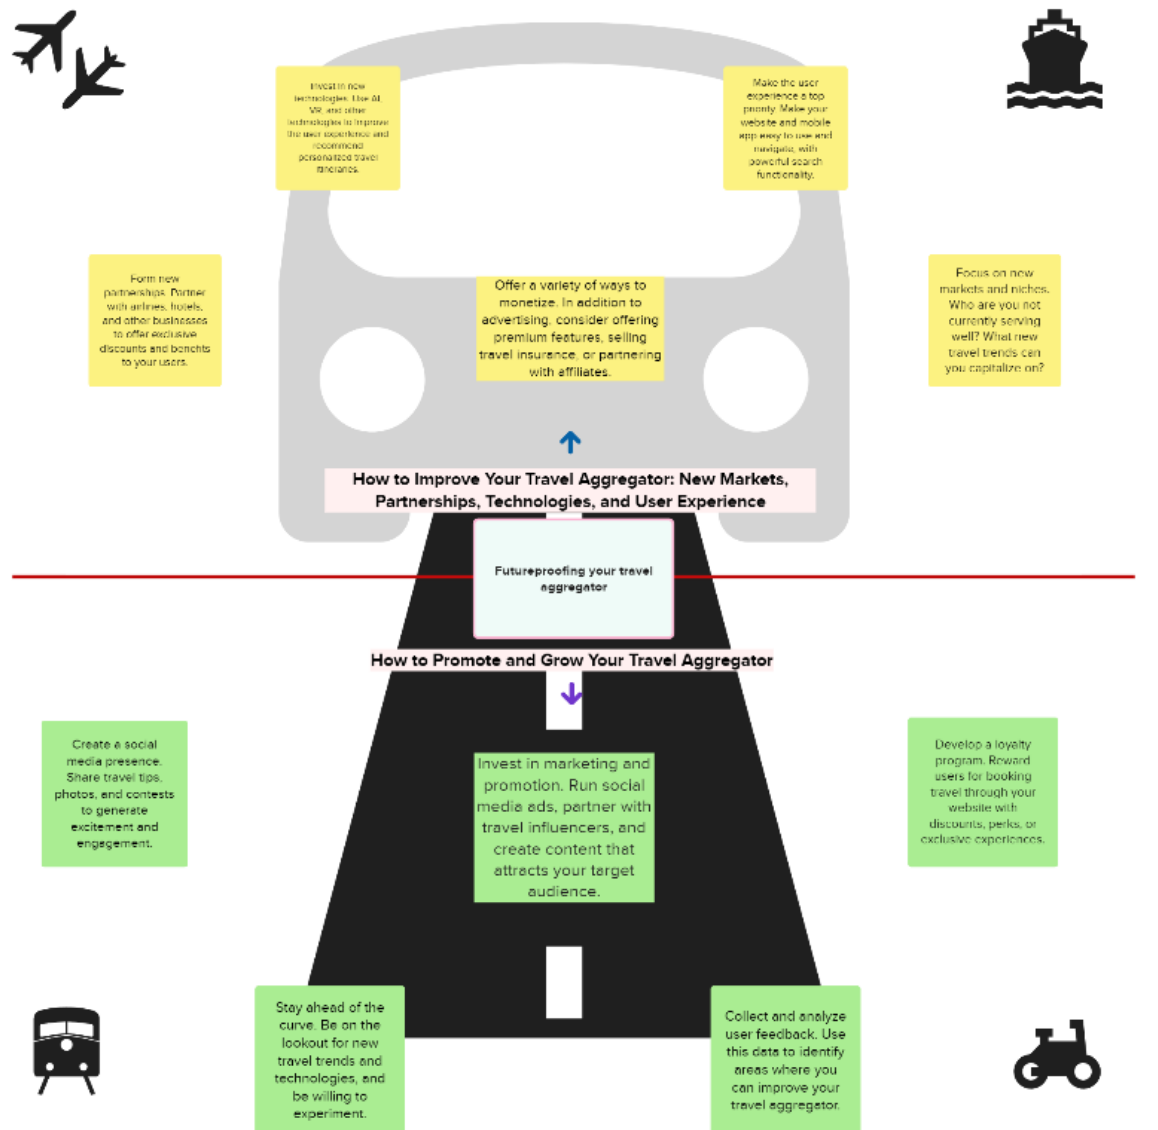 Invest in new
technologies. Use AI,
VR, and other
technologies to improve
the user experience and
recommend
personalized travel
itineraries.
Make the user
experience a top
priority. Make your
website and mobile
app easy to use and
navigate, with
powerful search
functionality.
Form new
partnerships. Partner
with airlines, hotels,
and other businesses
to offer exclusive
discounts and benefits
to your users.
Offer a variety of ways to
monetize. In addition to
advertising, consider offering
premium features, selling
travel insurance, or partnering
with affiliates.
Focus on new
markets and niches.
Who are you not
currently serving
well? What new
travel trends can
you capitalize on?
How to Improve Your Travel Aggregator: New Markets,
Partnerships, Technologies, and User Experience
Futureproofing your travel
aggregator
How to Promote and Grow Your Travel Aggregator
Create a social
media presence.
Share travel tips,
photos, and contests
to generate
excitement and
engagement.
Invest in marketing and
promotion. Run social
media ads, partner with
travel influencers, and
create content that
attracts your target
audience.
Develop a loyalty
program. Reward
users for booking
travel through your
website with
discounts, perks, or
exclusive experiences.
Stay ahead of the
curve. Be on the
lookout for new
travel trends and
technologies, and
be willing to
experiment.
Collect and analyze
user feedback. Use
this data to identify
areas where you
can improve your
travel aggregator.